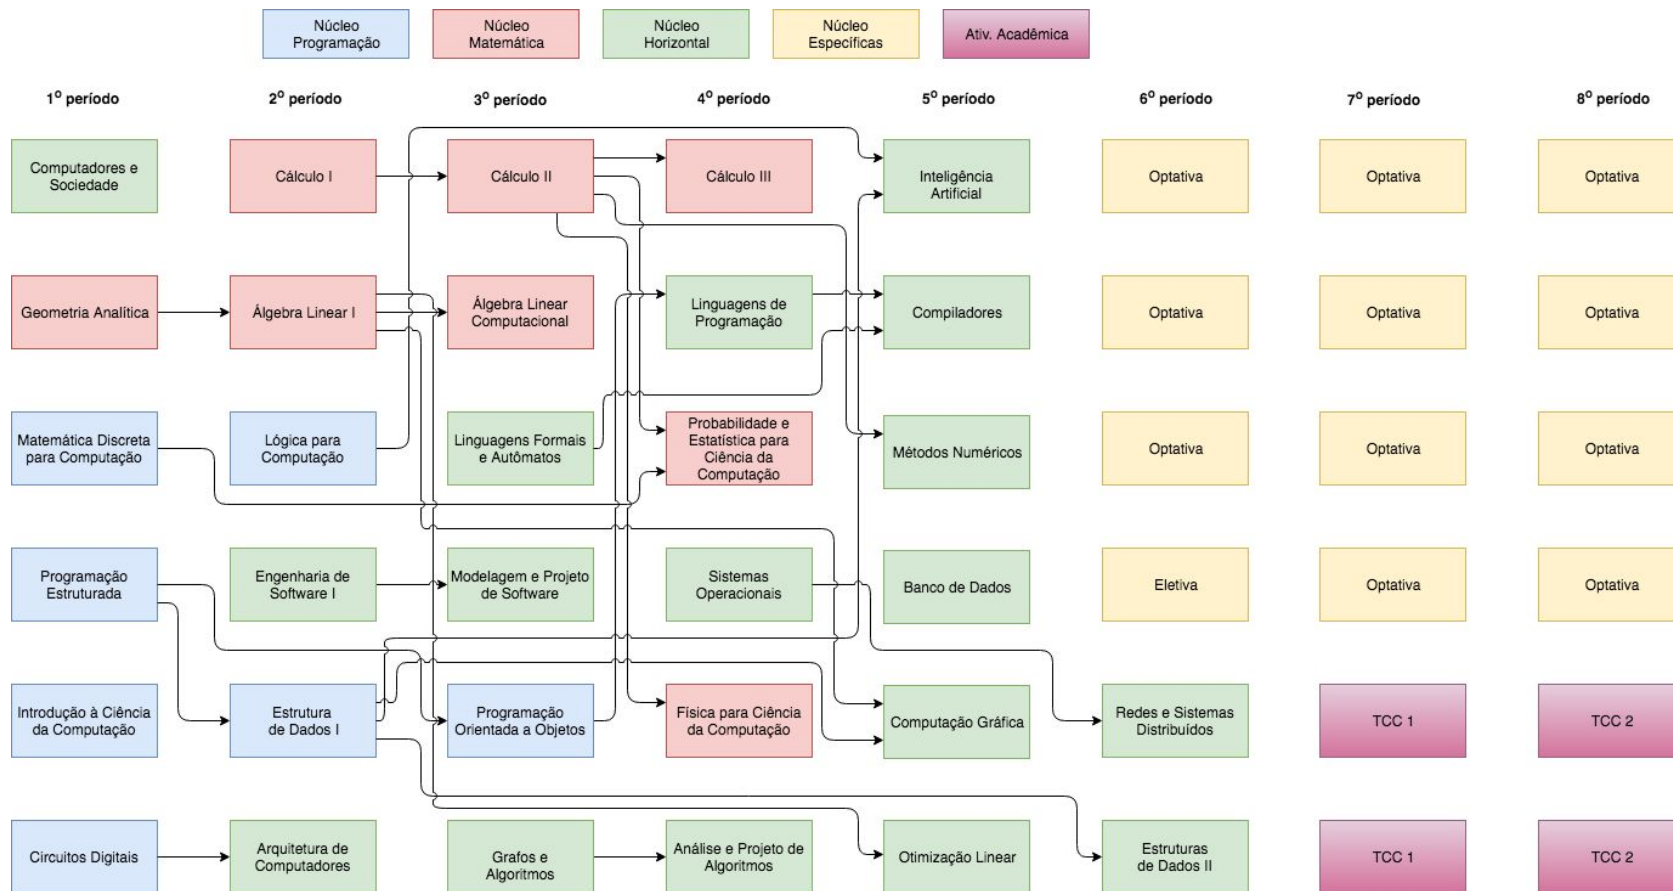 Núcleo
Programação
Núcleo
Matemática
Núcleo
Horizontal
Núcleo
Específicas
Ativ. Acadêmica
1º período
2º período
3º período
4º período
5º período
6º período
7º período
8º período
Computadores e
Sociedade
Cálculo I
Cálculo II
Cálculo III
Inteligência
Artificial
Optativa
Optativa
Optativa
Geometria Analítica
Álgebra Linear I
Álgebra Linear
Computacional
Linguagens de
Programação
Compiladores
Optativa
Optativa
Optativa
Matemática Discreta
para Computação
Lógica para
Computação
Linguagens Formais
e Autômatos
Probabilidade e
Estatística para
Ciência da
Computação
Métodos Numéricos
Optativa
Optativa
Optativa
Programação
Estruturada
Engenharia de
Software I
Modelagem e Projeto
de Software
Sistemas
Operacionais
Banco de Dados
Eletiva
Optativa
Optativa
Introdução à Ciência
da Computação
Estrutura
de Dados I
Programação
Orientada a Objetos
Física para Ciência
da Computação
Computação Gráfica
Redes e Sistemas
Distribuídos
TCC 1
TCC 2
Circuitos Digitais
Arquitetura de
Computadores
Grafos e
Algoritmos
Análise e Projeto de
Algoritmos
Otimização Linear
Estruturas
de Dados II
TCC 1
TCC 2